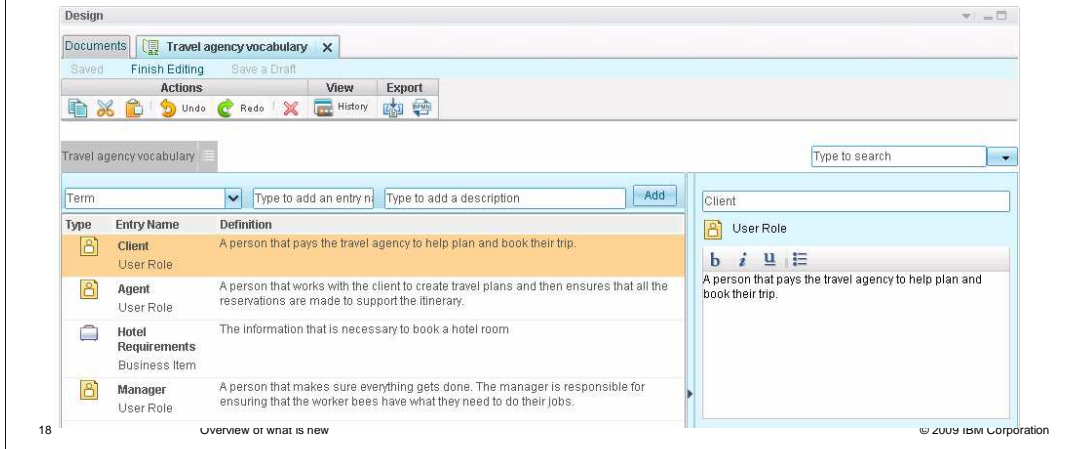 Design
Documents Travel agency vocabulary X
Saved Finish Editing Save a Draft
Actions View Export
Undo Redo History
Travel agency vocabulary
Type to search
Term Type to add an entry n Type to add a description Add
Type Entry Name Definition
Client A person that pays the travel agency to help plan and book their trip.
User Role
Agent A person that works with the client to create travel plans and then ensures that all the
User Role reservations are made to support the itinerary.
Hotel The information that is necessary to book a hotel room
Requirements
Business Item
Manager A person that makes sure everything gets done. The manager is responsible for
User Role ensuring that the worker bees have what they need to do their jobs.
Client
User Role
b i u
A person that pays the travel agency to help plan and
book their trip.
18 Overview of what is new © 2009 IBM Corporation